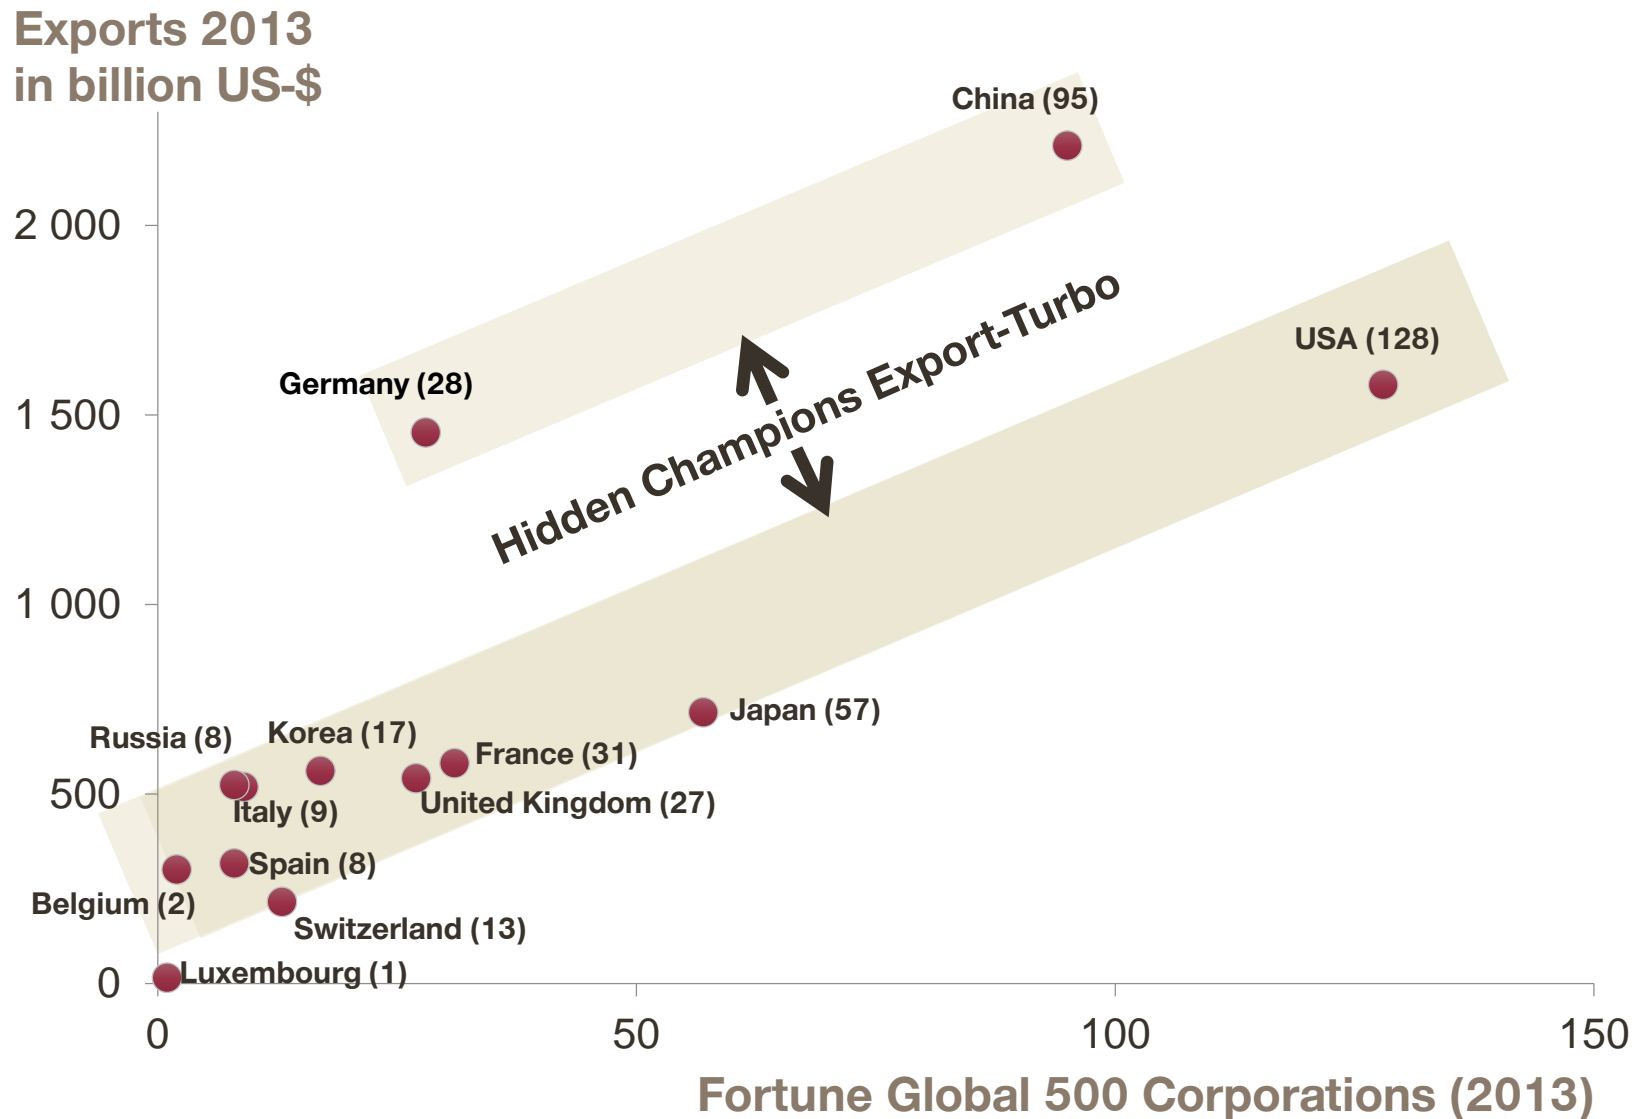 Exports 2013
in billion US-$
China (95)
2 000
Hidden Champions Export-Turbo
USA (128)
Germany (28)
1 500
1 000
Japan (57)
Russia (8)
Korea (17)
France (31)
500
Italy (9)
United Kingdom (27)
Spain (8)
Belgium (2)
Switzerland (13)
Luxembourg (1)
0
0
50
100
150
Fortune Global 500 Corporations (2013)